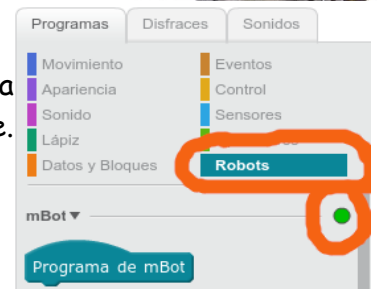 Programas Disfraces Sonidos
Movimiento Eventos
a
Apariencia Control
Sonido Sensores
e.
Lápiz
Datos y Bloques Robots
mBot
Programa de mBot